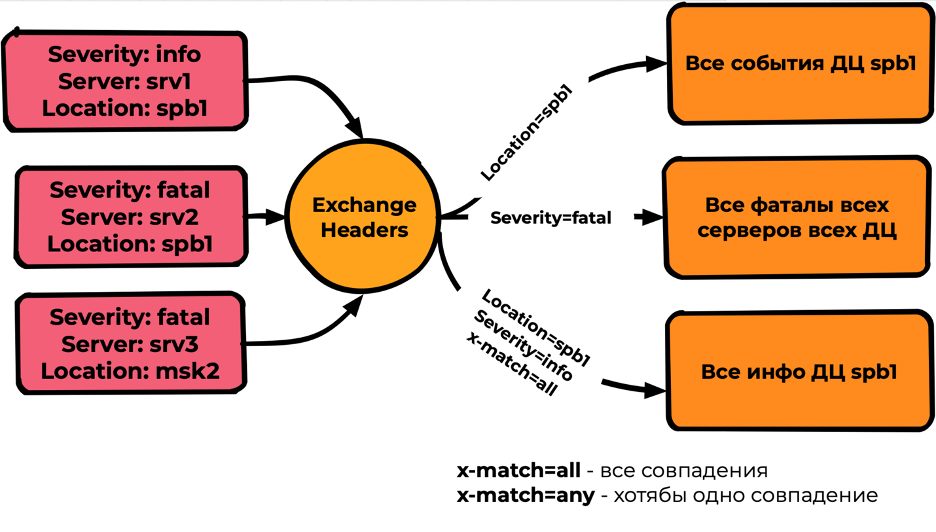 Severity: info
Server: srv1
Location: spb1
Severity: fatal
Server: srv2
Location: spb1
Severity: fatal
Server: srv3
Location: msk2
Exchange
Headers
Location=spb1
Severity=fatal
Location=spb1
Severity=info
x-match=all
Все события ДЦ spb1
Все фаталы всех
серверов всех ДЦ
Все инфо ДЦ spb1
x-match=all - все совпадения
x-match=any - хотябы одно совпадение